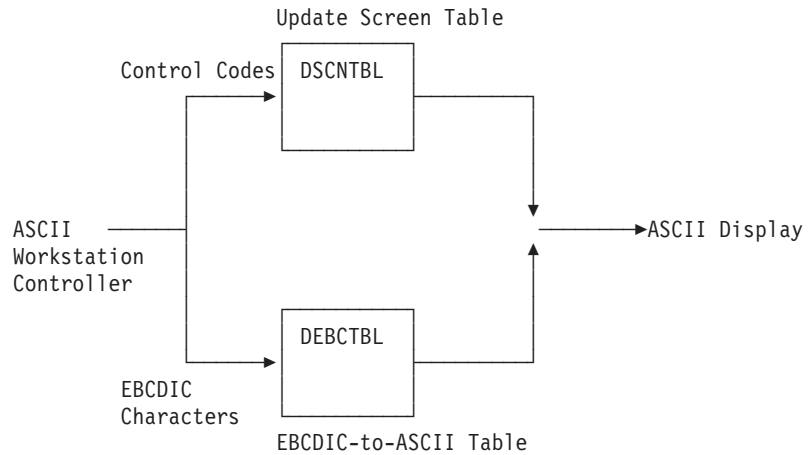 Update Screen Table
Control Codes
DSCNTBL
ASCII
Workstation
Controller
ASCII Display
DEBCTBL
EBCDIC
Characters
EBCDIC-to-ASCII Table